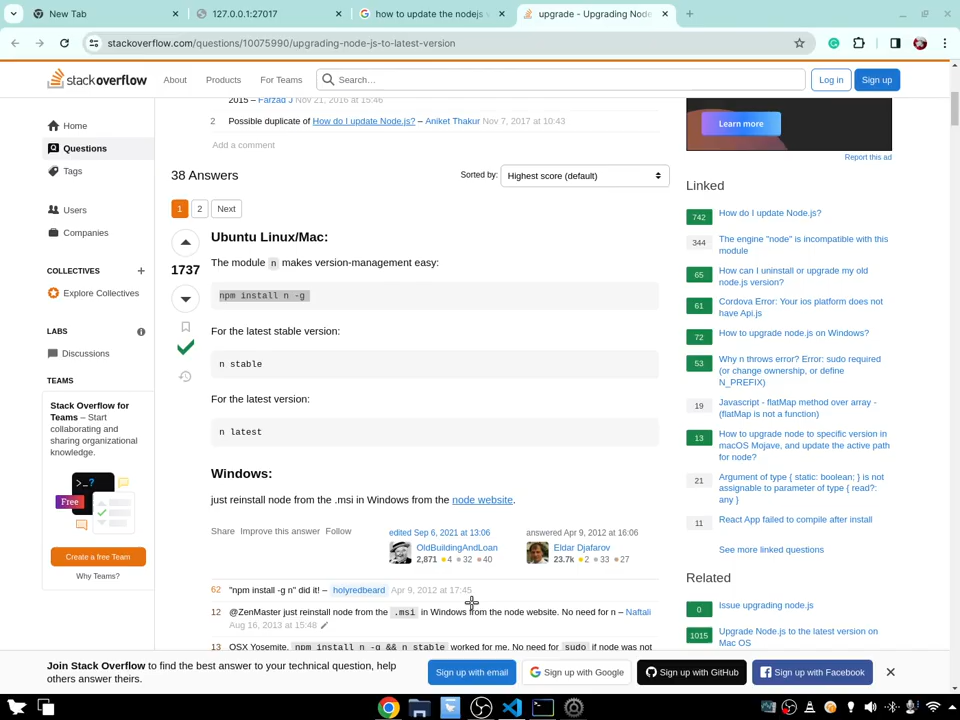 New Tab
127.0.0.1:27017
how to update the nodejs
upgrade - Upgrading Node
stackoverflow.com/questions/10075990/upgrading-node-js-to-latest-version
stackoverflow
About
Products
For Teams
Search…
Log in
Sign up
Home
Questions
Tags
Users
Companies
COLLECTIVES
Explore Collectives
LABS
Discussions
TEAMS
Stack Overflow for
Teams – Start
collaborating and
sharing organizational
knowledge.
>_?
Free
Create a free Team
Why Teams?
2015 – Farzad J Nov 21, 2016 at 15:46
2 Possible duplicate of How do I update Node.js? – Aniket Thakur Nov 7, 2017 at 10:43
Add a comment
38 Answers
Sorted by:
Highest score (default)
1 2 Next
1737
Ubuntu Linux/Mac:
The module n makes version-management easy:
npm install n -g
For the latest stable version:
n stable
For the latest version:
n latest
Windows:
just reinstall node from the .msi in Windows from the node website.
Share Improve this answer Follow
edited Sep 6, 2021 at 13:06
OldBuildingAndLoan
2,871 4 32 40
answered Apr 9, 2012 at 16:06
Eldar Djafarov
23.7k 2 33 27
62 "npm install -g n" did it! – holyredbeard Apr 9, 2012 at 17:45
12 @ZenMaster just reinstall node from the .msi in Windows from the node website. No need for n – Naftali
Aug 16, 2013 at 15:48
13 OSX Yosemite, npm install n -g && n stable worked for me. No need for sudo if node was not
Learn more
Report this ad
Linked
742 How do I update Node.js?
344 The engine "node" is incompatible with this
module
65 How can I uninstall or upgrade my old
node.js version?
61 Cordova Error: Your ios platform does not
have Api.js
72 How to upgrade node.js on Windows?
53 Why n throws error? Error: sudo required
(or change ownership, or define
N_PREFIX)
19 Javascript - flatMap method over array -
(flatMap is not a function)
13 How to upgrade node to specific version in
macOS Mojave, and update the active path
for node?
21 Argument of type { static: boolean; } is not
assignable to parameter of type { read?:
any }
11 React App failed to compile after install
See more linked questions
Related
0 Issue upgrading node.js
1015 Upgrade Node.js to the latest version on
Mac OS
Join Stack Overflow to find the best answer to your technical question, help
others answer theirs.
Sign up with email
Sign up with Google
Sign up with GitHub
Sign up with Facebook